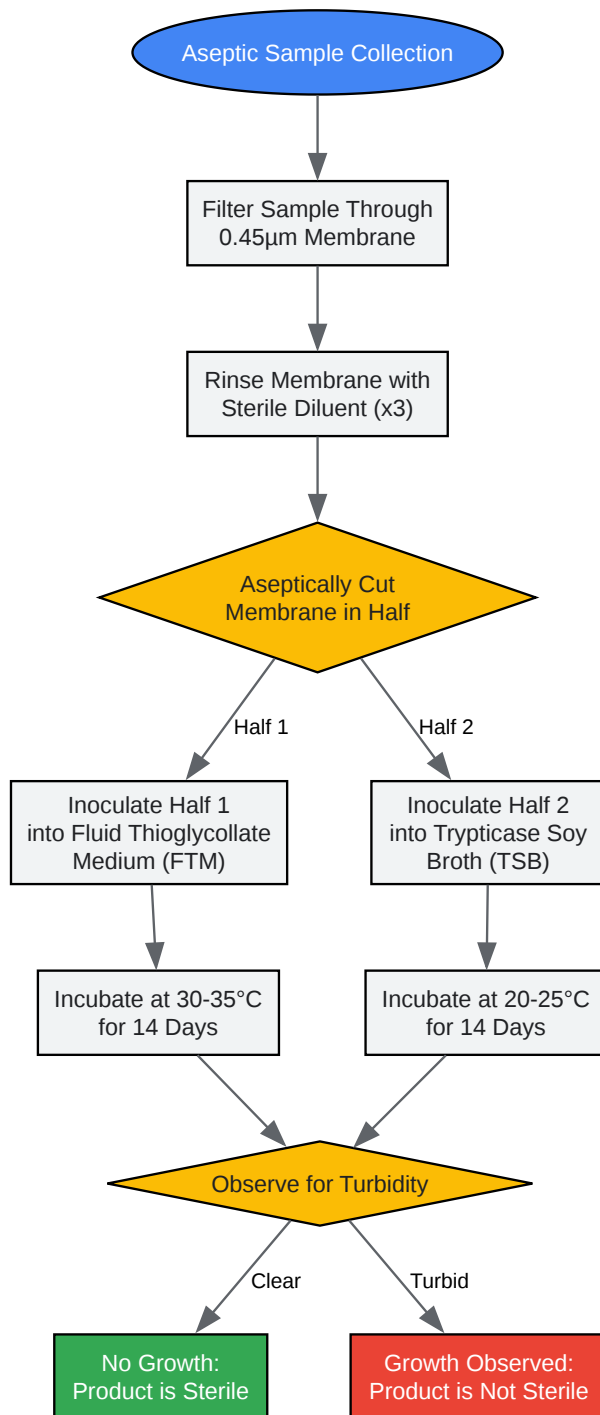 Aseptic Sample Collection
Filter Sample Through
0.45µm Membrane
Rinse Membrane with
Sterile Diluent (x3)
Aseptically Cut
Membrane in Half
Half 1
Half 2
Inoculate Half 1
into Fluid Thioglycollate
Medium (FTM)
Inoculate Half 2
into Trypticase Soy
Broth (TSB)
Incubate at 30-35°C
for 14 Days
Incubate at 20-25°C
for 14 Days
Observe for Turbidity
Clear
Turbid
No Growth:
Product is Sterile
Growth Observed:
Product is Not Sterile